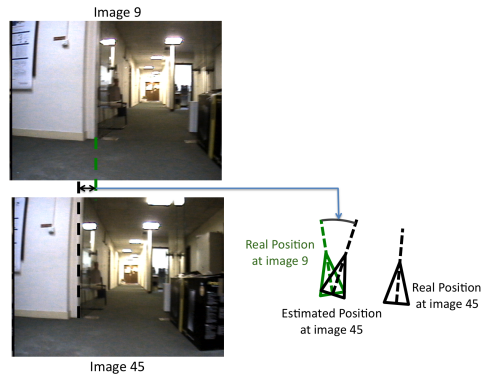 Image 9
Real Position
at image 9
Real Position
at image 45
Estimated Position
at image 45
Image 45